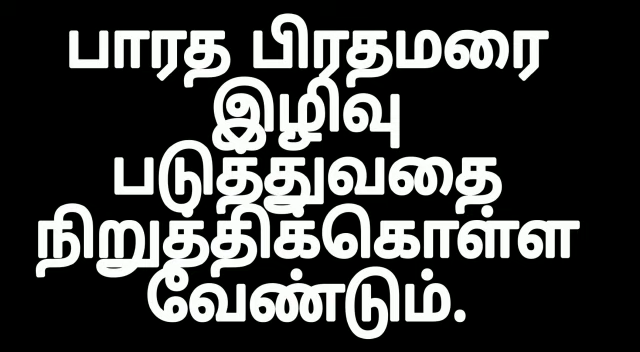 பாரத பிரதமரை
இழிவு
படுத்துவதை
நிறுத்திக்கொள்ள
வேண்டும்.